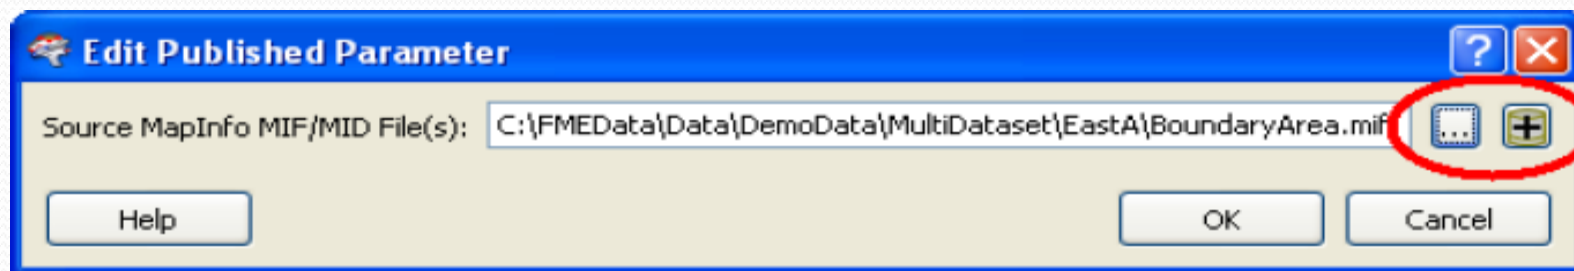 Edit Published Parameter
?
Source MapInfo MIF/MID File(s): C:\FMEData\Data\DemoData\MultiDataset\EastA\BoundaryArea.mif ...
Help OK Cancel